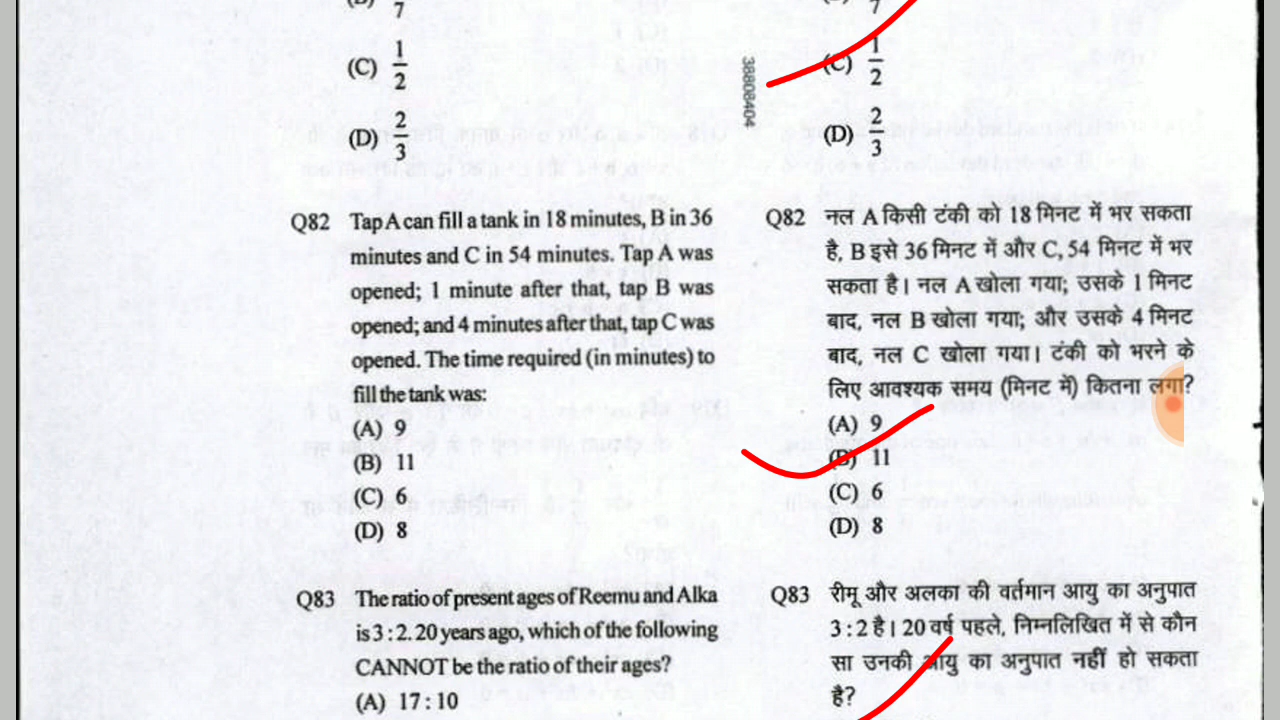 7
(C) 1/2
(D) 2/3
Q82 Tap A can fill a tank in 18 minutes, B in 36
minutes and C in 54 minutes. Tap A was
opened; 1 minute after that, tap B was
opened; and 4 minutes after that, tap C was
opened. The time required (in minutes) to
fill the tank was:
(A) 9
(B) 11
(C) 6
(D) 8
Q83 The ratio of present ages of Reemu and Alka
is 3 : 2. 20 years ago, which of the following
CANNOT be the ratio of their ages?
(A) 17 : 10
38808404
7
(C) 1/2
(D) 2/3
Q82 नल A किसी टंकी को 18 मिनट में भर सकता
है, B इसे 36 मिनट में और C, 54 मिनट में भर
सकता है। नल A खोला गया; उसके 1 मिनट
बाद, नल B खोला गया; और उसके 4 मिनट
बाद, नल C खोला गया। टंकी को भरने के
लिए आवश्यक समय (मिनट में) कितना लगा?
(A) 9
(B) 11
(C) 6
(D) 8
Q83 रीमू और अलका की वर्तमान आयु का अनुपात
3 : 2 है। 20 वर्ष पहले, निम्नलिखित में से कौन
सा उनकी आयु का अनुपात नहीं हो सकता
है?